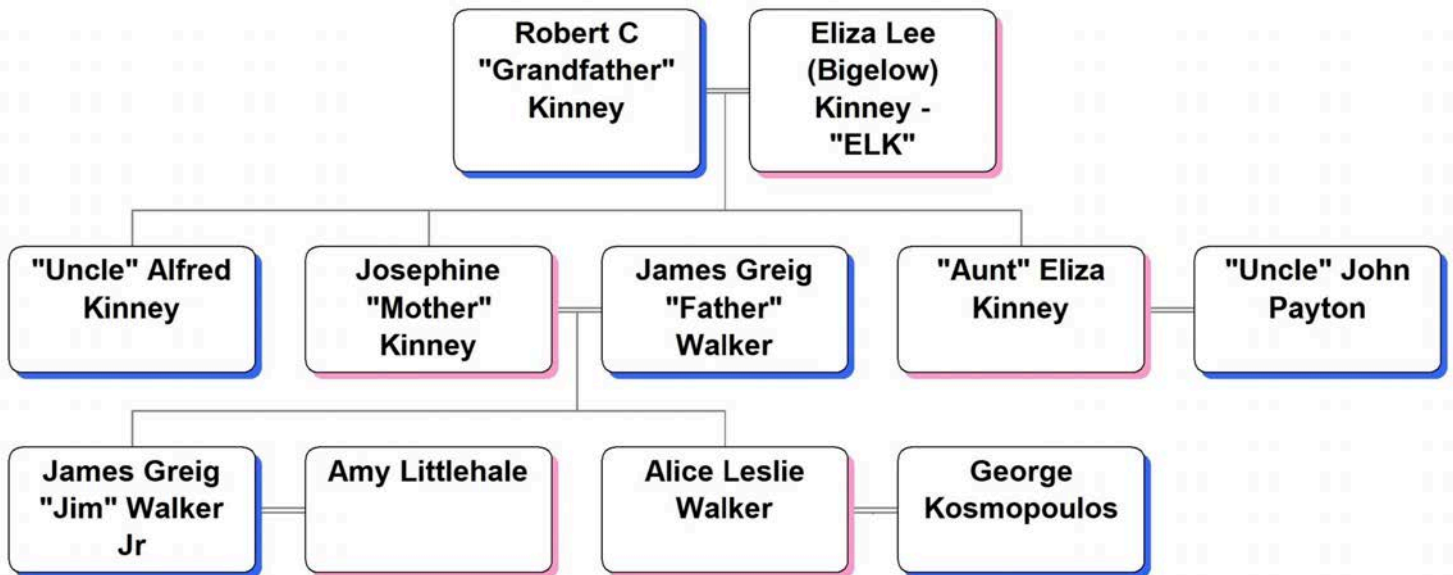 Robert C
"Grandfather"
Kinney
Eliza Lee
(Bigelow)
Kinney -
"ELK"
"Uncle" Alfred
Kinney
Josephine
"Mother"
Kinney
James Greig
"Father"
Walker
"Aunt" Eliza
Kinney
"Uncle" John
Payton
James Greig
"Jim" Walker
Jr
Amy Littlehale
Alice Leslie
Walker
George
Kosmopoulos